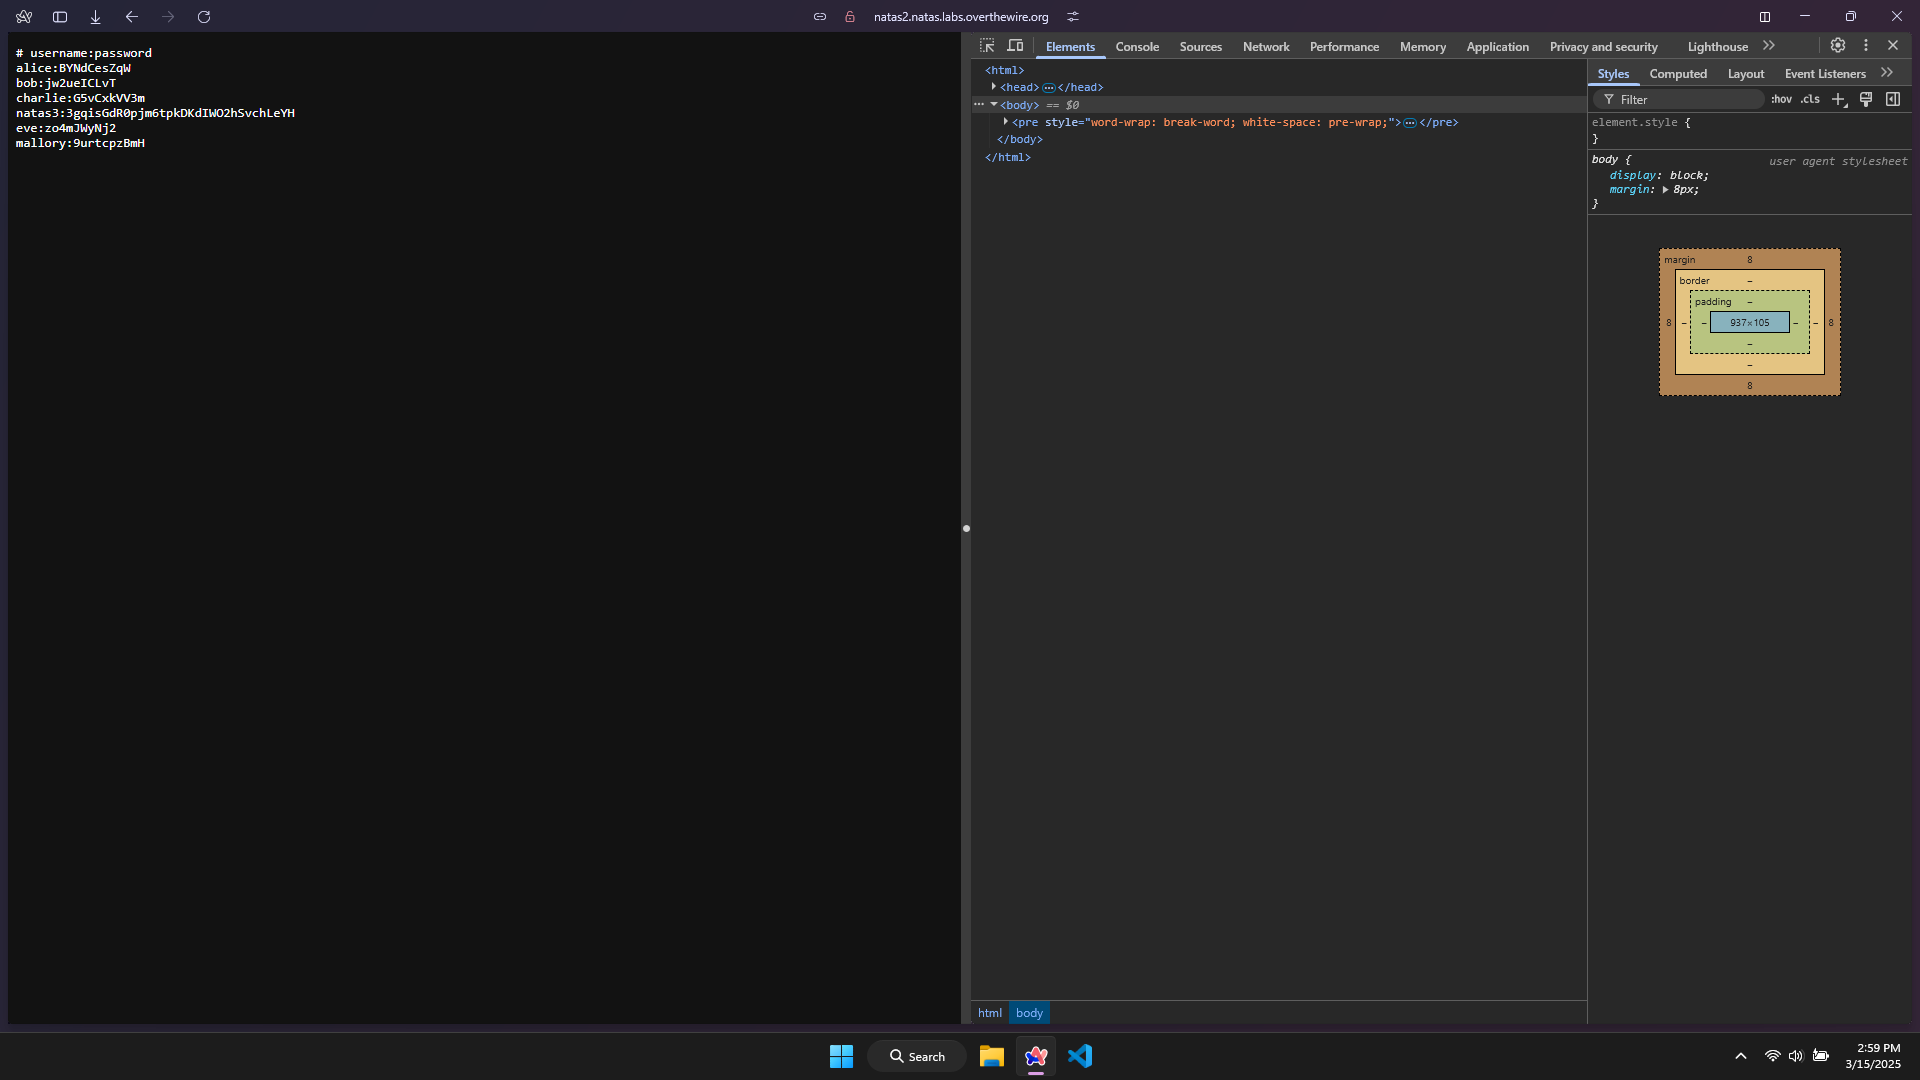 natas2.natas.labs.overthewire.org
# username:password
alice:BYNdCesZqW
bob:jw2ueICLvT
charlie:G5vCxkVV3m
natas3:3gqisGdR0pjm6tpkDKdIWO2hSvchLeYH
eve:zo4mJWyNj2
mallory:9urtcpzBmH
Elements Console Sources Network Performance Memory Application Privacy and security Lighthouse
<html>
<head> </head>
<body> == $0
<pre style="word-wrap: break-word; white-space: pre-wrap;"> </pre>
</body>
</html>
html body
Styles Computed Layout Event Listeners
Filter :hov .cls
element.style {
}
body { user agent stylesheet
display: block;
margin: 8px;
}
margin 8
border –
padding –
8 – – 937×105 – – 8
–
–
8
Search
2:59 PM
3/15/2025